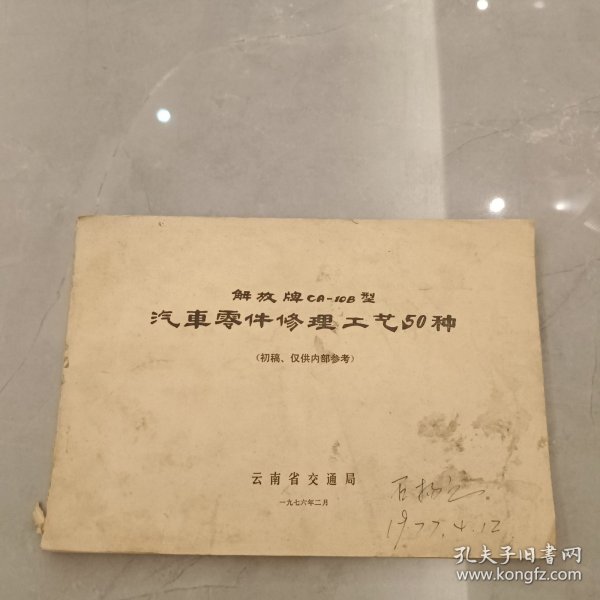 解放牌CA-10B型
汽車零件修理工艺50种
(初稿、仅供内部参考)
云南省交通局
一九七六年二月
1977.4.12
孔夫子旧书网
www.kongfz.com